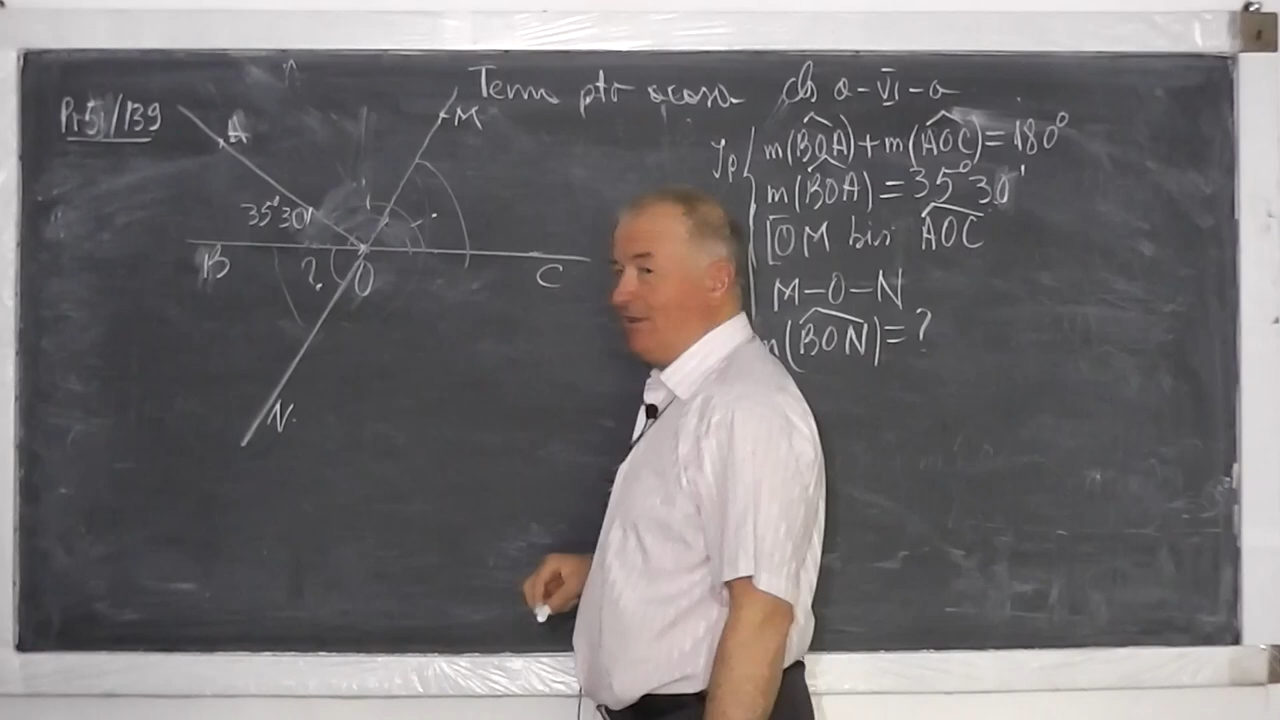 Tema ptr acasa cls a-VI-a
Pr5/139
A
M
35°30'
B
?
O
C
N
Ip
m(BOA)+m(AOC)=180°
m(BOA)=35°30'
[OM bis AOC
M-O-N
m(BON)=?